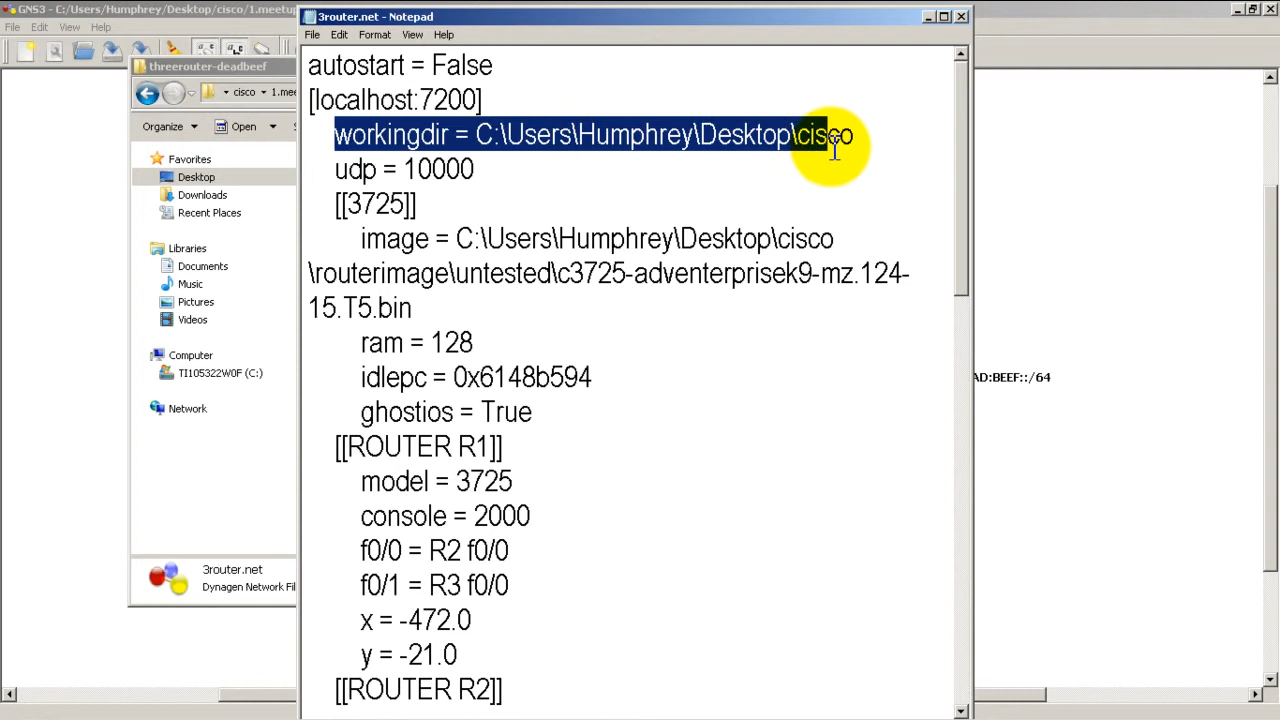 GNS3 - C:/Users/Humphrey/Desktop/cisco/1.meetup
File Edit View Help
3router.net - Notepad
File Edit Format View Help
threerouter-deadbeef
cisco 1.mee
Organize Open
Favorites
Desktop
Downloads
Recent Places
Libraries
Documents
Music
Pictures
Videos
Computer
TI105322W0F (C:)
Network
3router.net
Dynagen Network Fil
autostart = False
[localhost:7200]
workingdir = C:\Users\Humphrey\Desktop\cisco
udp = 10000
[[3725]]
image = C:\Users\Humphrey\Desktop\cisco
\routerimage\untested\c3725-adventerprisek9-mz.124-
15.T5.bin
ram = 128
idlepc = 0x6148b594
ghostios = True
[[ROUTER R1]]
model = 3725
console = 2000
f0/0 = R2 f0/0
f0/1 = R3 f0/0
x = -472.0
y = -21.0
[[ROUTER R2]]
AD:BEEF::/64